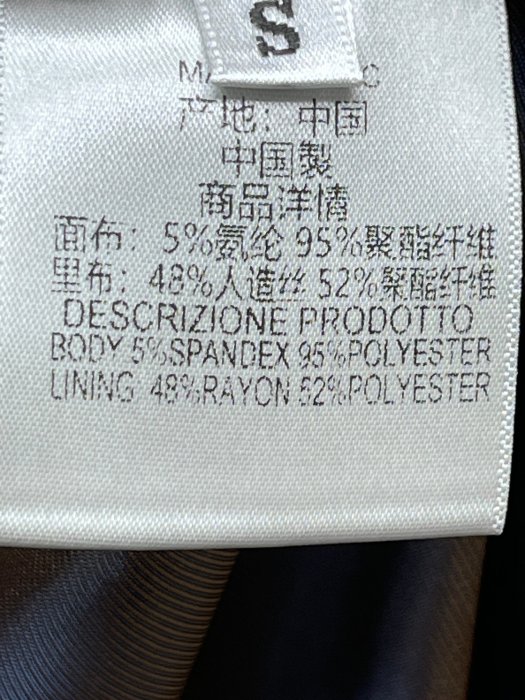 S
产地：中国
中国製
商品洋情
面布：5%氨纶 95%聚酯纤维
里布：48%人造丝 52%聚酯纤维
DESCRIZIONE PRODOTTO
BODY 5%SPANDEX 95%POLYESTER
LINING 48%RAYON 52%POLYESTER